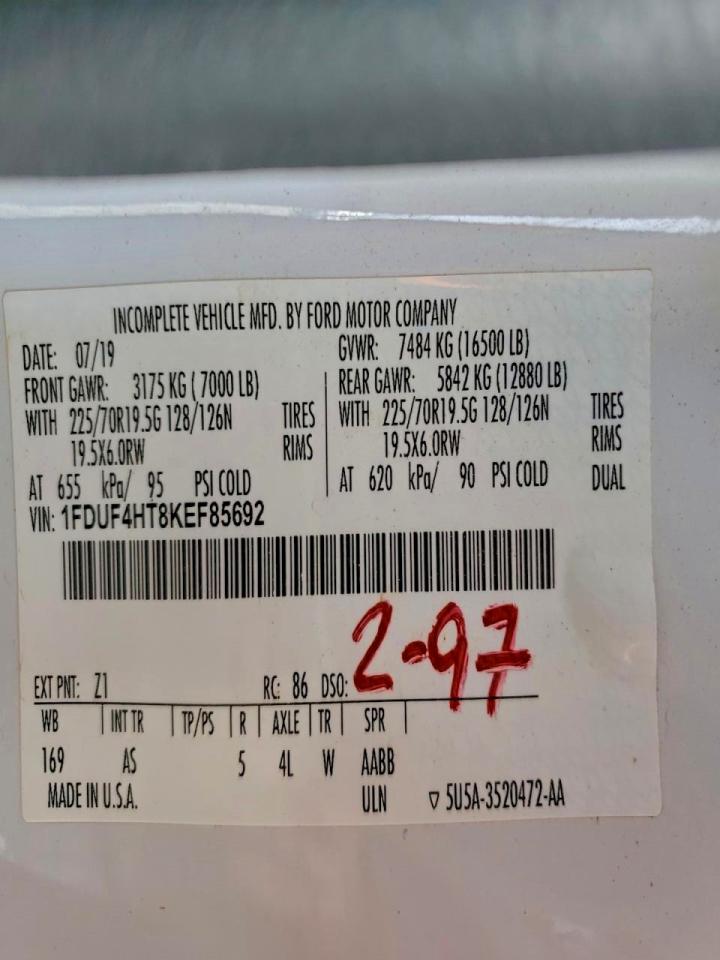 INCOMPLETE VEHICLE MFD. BY FORD MOTOR COMPANY
DATE: 07/19 GVWR: 7484 KG (16500 LB)
FRONT GAWR: 3175 KG ( 7000 LB) REAR GAWR: 5842 KG (12880 LB)
WITH 225/70R19.5G 128/126N TIRES WITH 225/70R19.5G 128/126N TIRES
19.5X6.0RW RIMS 19.5X6.0RW RIMS
AT 655 kPa/ 95 PSI COLD AT 620 kPa/ 90 PSI COLD DUAL
VIN: 1FDUF4HT8KEF85692
2-97
EXT PNT: Z1 RC: 86 DSO:
WB INT TR TP/PS R AXLE TR SPR
169 AS 5 4L W AABB
MADE IN U.S.A. ULN ▽ 5U5A-3520472-AA